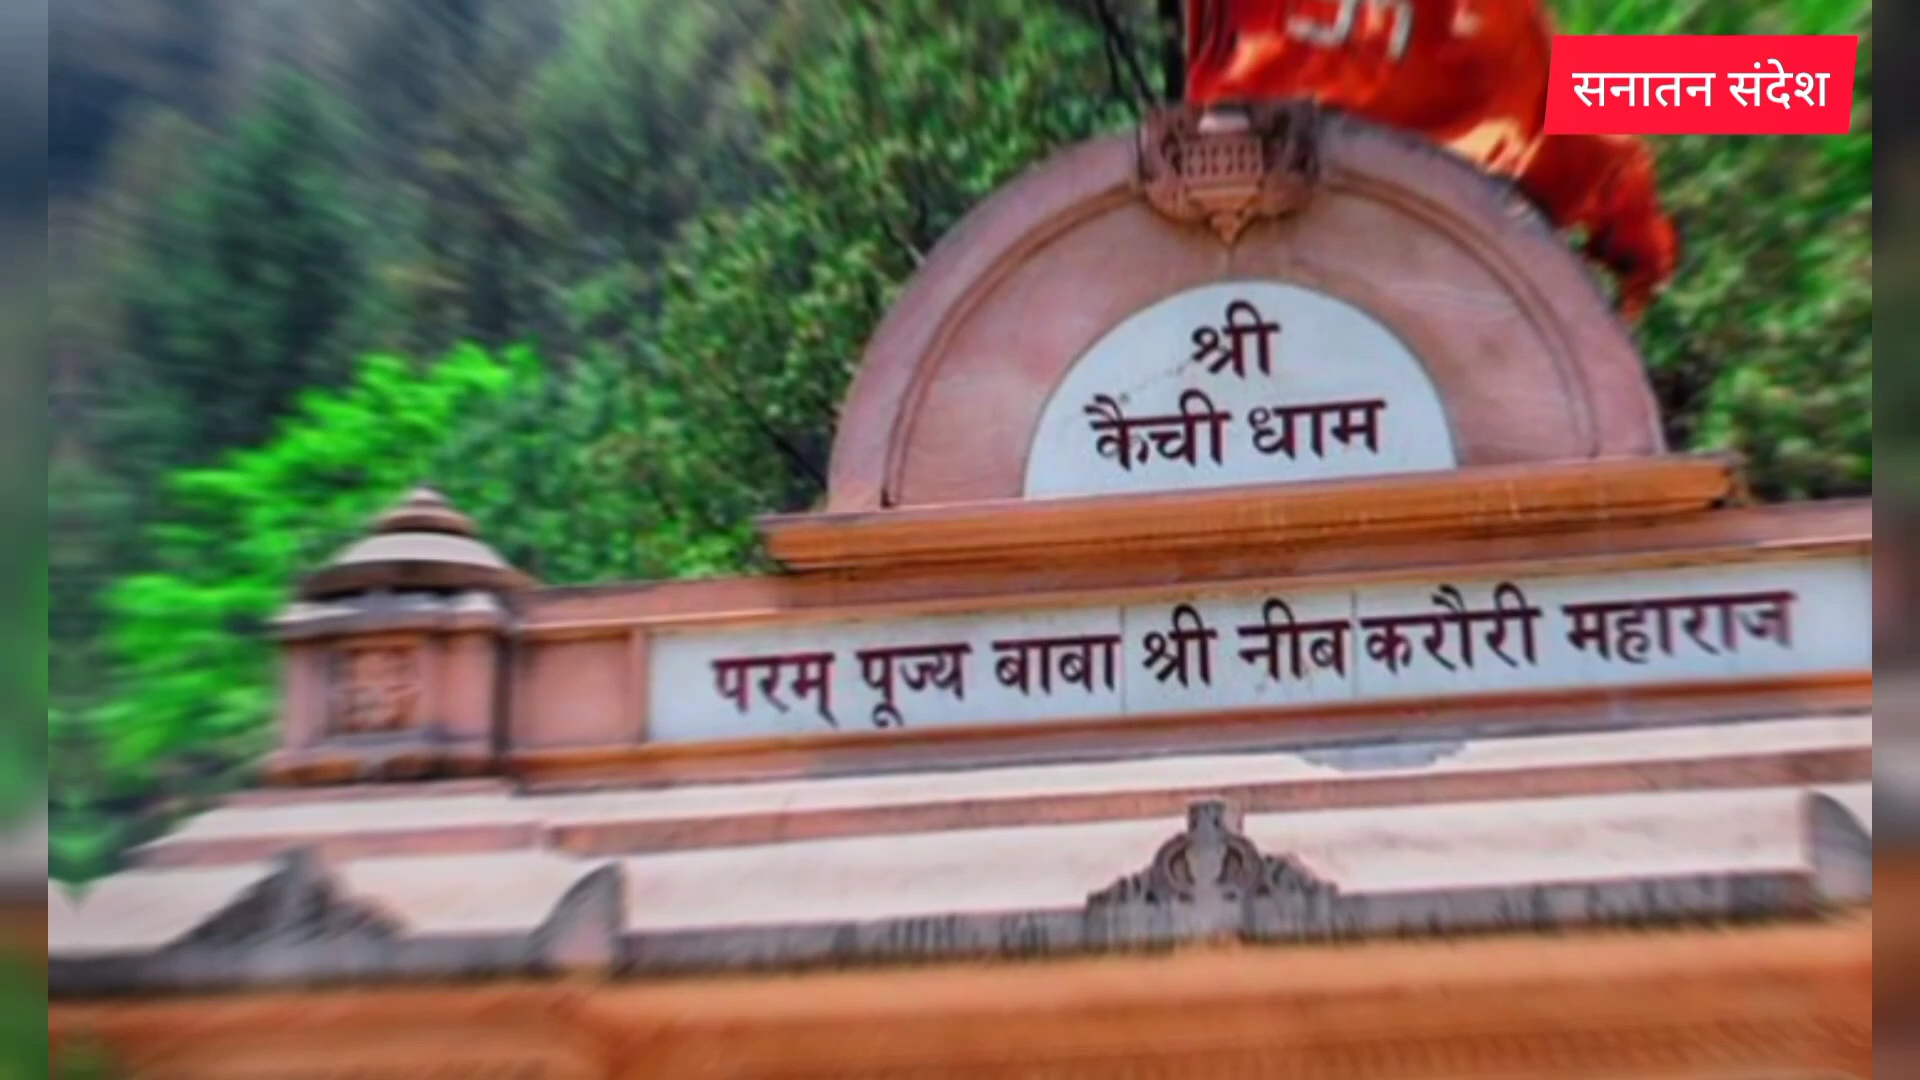 सनातन संदेश
श्री
कैंची धाम
परम् पूज्य बाबा श्री नीब करौरी महाराज